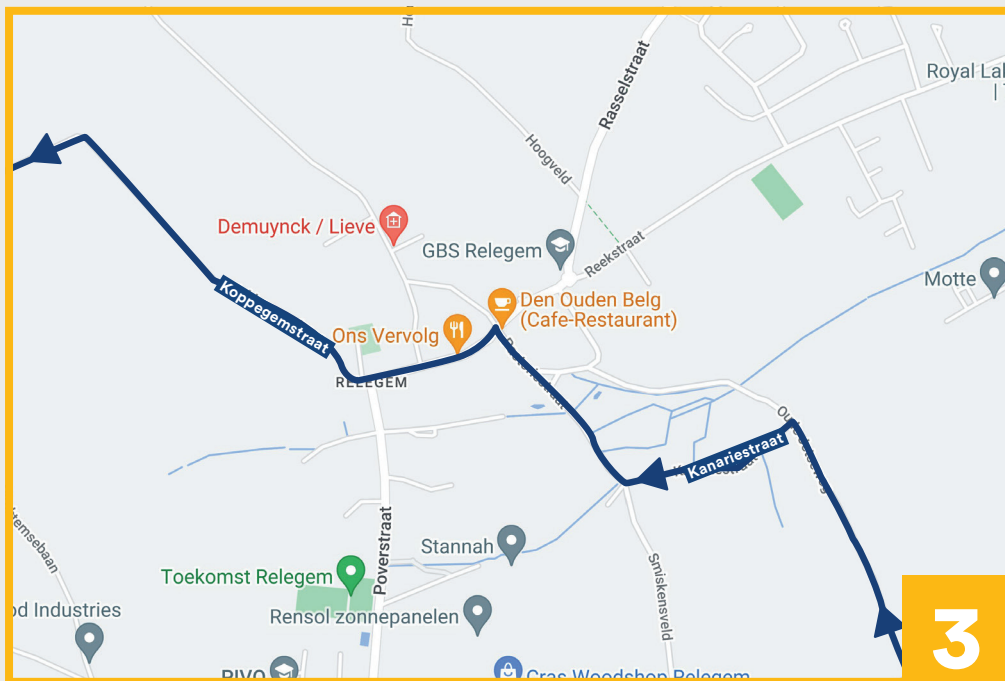 Rasselstraat
Royal Lal
Hoogveld
Demuynck / Lieve
GBS Relegem
Reekstraat
Motte
Koppegemstraat
Den Ouden Belg
(Cafe-Restaurant)
Ons Vervolg
RELEGEM
Kanariestraat
Poverstraat
Stannah
Smiskensveld
Toekomst Relegem
od Industries
Rensol zonnepanelen
PIVO
Cras Woodshop Relegem
3